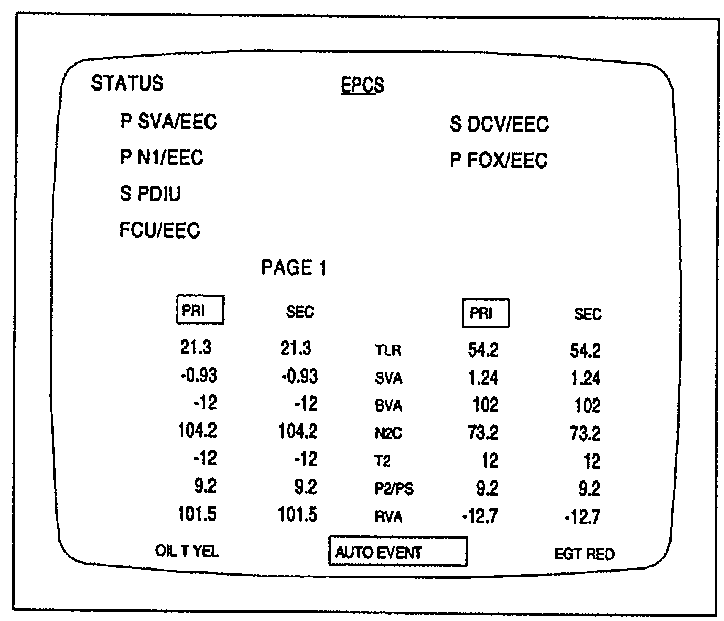 STATUS EPCS
P SVA/EEC S DCV/EEC
P N1/EEC P FOX/EEC
S PDIU
FCU/EEC
PAGE 1
PRI SEC PRI SEC
21.3 21.3 TLR 54.2 54.2
-0.93 -0.93 SVA 1.24 1.24
-12 -12 BVA 102 102
104.2 104.2 N2C 73.2 73.2
-12 -12 T2 12 12
9.2 9.2 P2/PS 9.2 9.2
101.5 101.5 RVA -12.7 -12.7
OIL T YEL AUTO EVENT EGT RED